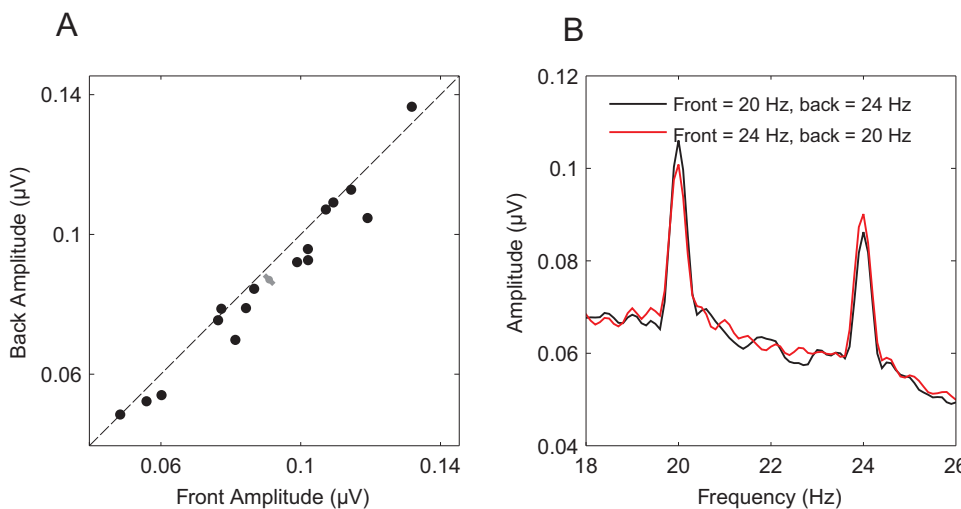 A
0.14
0.1
0.06
Back Amplitude (μV)
0.06
0.1
0.14
Front Amplitude (μV)
B
0.12
0.1
0.08
0.06
0.04
Amplitude (μV)
Front = 20 Hz, back = 24 Hz
Front = 24 Hz, back = 20 Hz
18
20
22
24
26
Frequency (Hz)